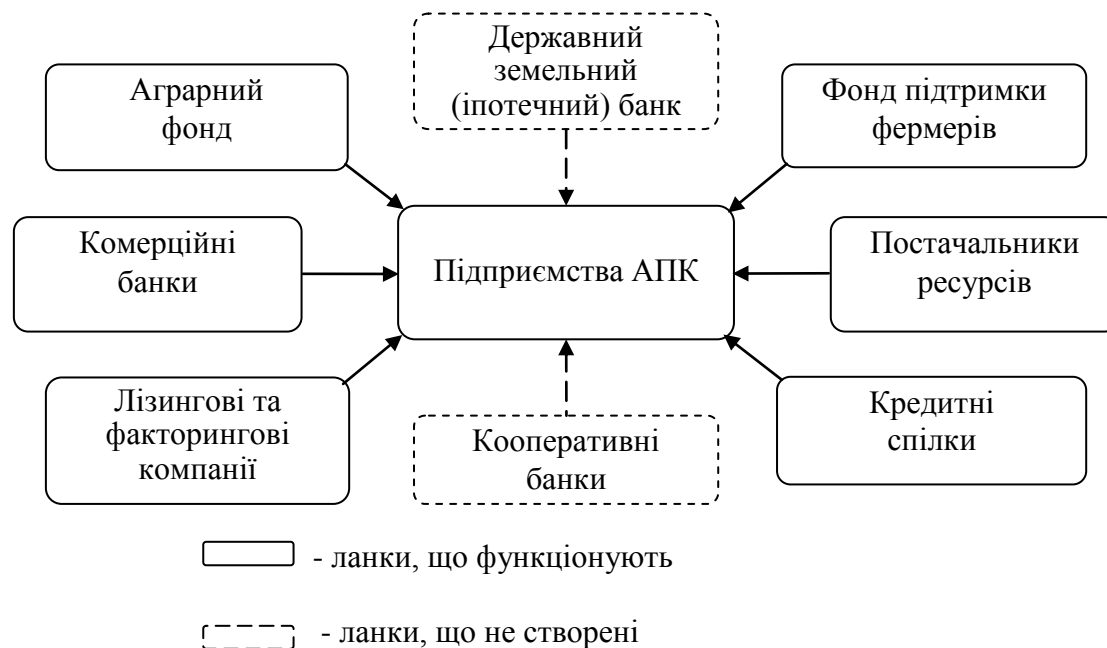 Державний
земельний
(іпотечний) банк
Аграрний
фонд
Фонд підтримки
фермерів
Комерційні
банки
Підприємства АПК
Постачальники
ресурсів
Лізингові та
факторингові
компанії
Кооперативні
банки
Кредитні
спілки
- ланки, що функціонують
- ланки, що не створені